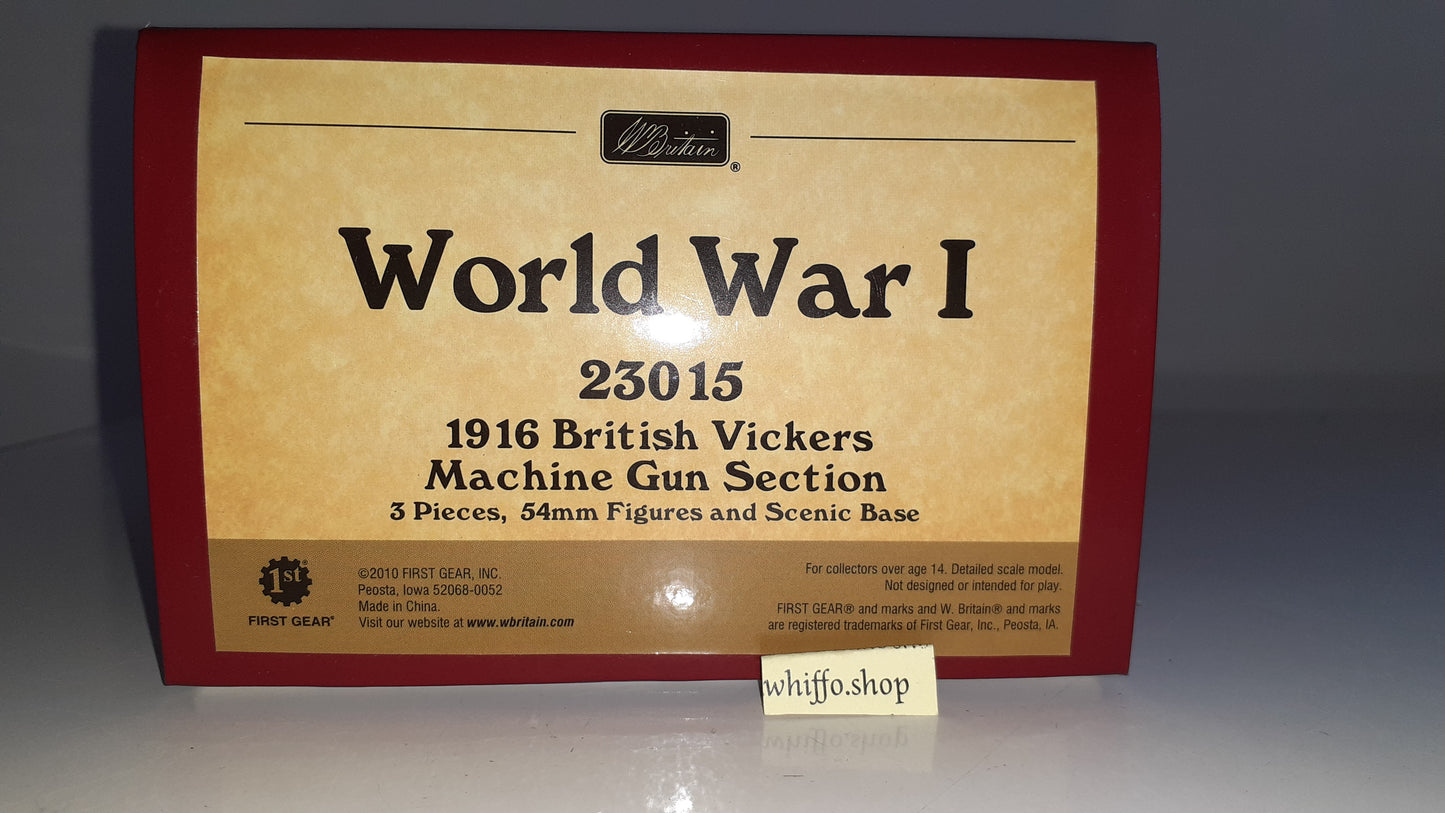 W Britain®
World War I
23015
1916 British Vickers
Machine Gun Section
3 Pieces, 54mm Figures and Scenic Base
1st®
FIRST GEAR®
©2010 FIRST GEAR, INC.
Peosta, Iowa 52068-0052
Made in China.
Visit our website at www.wbritain.com
For collectors over age 14. Detailed scale model.
Not designed or intended for play.
FIRST GEAR® and marks and W. Britain® and marks
are registered trademarks of First Gear, Inc., Peosta, IA.
whiffo.shop